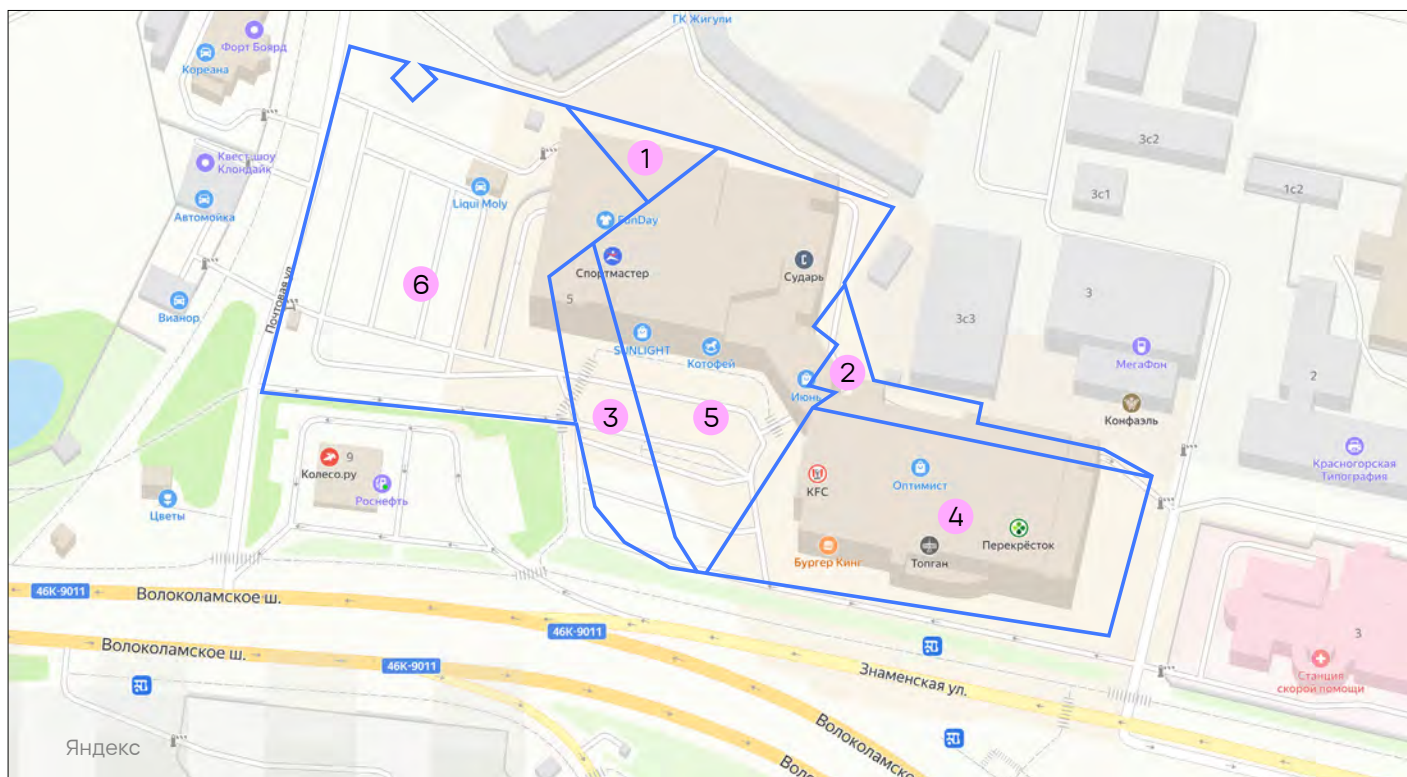 ГК Жигули
Форт Боярд
Кореана
3с2
Квест-шоу
Клондайк
1
1с2
3с1
Liqui Moly
Автомойка
FunDay
Спортмастер
Сударь
6
5
3
3с3
Вианор
Почтовая ул.
SUNLIGHT
Котофей
МегаФон
2
Июнь
2
Конфаэль
3
5
9
Колесо.ру
Роснефть
KFC
Оптимист
Красногорская
Типография
Цветы
4
Перекрёсток
Бургер Кинг
Топган
46К-9011
Волоколамское ш.
46К-9011
Волоколамское ш.
46К-9011
3
Знаменская ул.
Станция
скорой помощи
Яндекс
Волоколамское
Воло